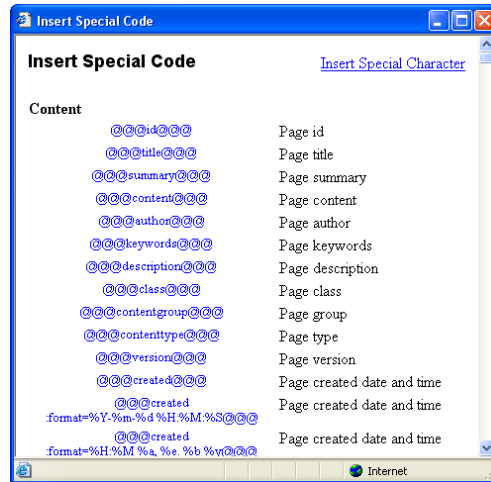 Insert Special Code
Insert Special Code
Insert Special Character
Content
@@@id@@@ Page id
@@@title@@@ Page title
@@@summary@@@ Page summary
@@@content@@@ Page content
@@@author@@@ Page author
@@@keywords@@@ Page keywords
@@@description@@@ Page description
@@@class@@@ Page class
@@@contentgroup@@@ Page group
@@@contenttype@@@ Page type
@@@version@@@ Page version
@@@created@@@ Page created date and time
@@@created Page created date and time
:format=%Y-%m-%d %H:%M:%S@@@
@@@created Page created date and time
:format=%H:%M %a, %e. %b %y@@@
Internet